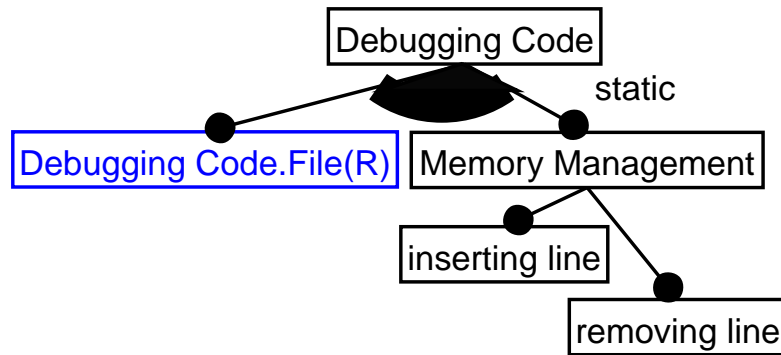 Debugging Code
static
Debugging Code.File(R)
Memory Management
inserting line
removing line